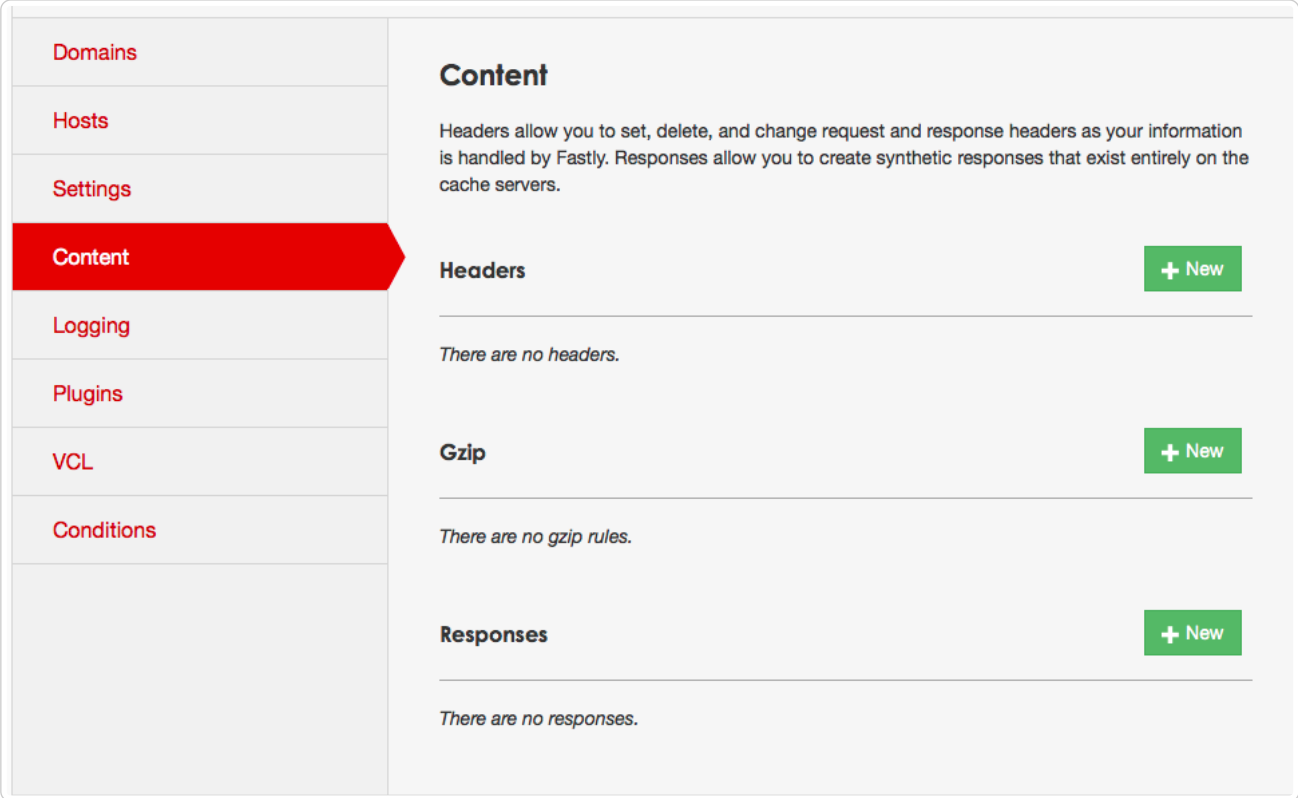 Domains
Hosts
Settings
Content
Logging
Plugins
VCL
Conditions
Content
Headers allow you to set, delete, and change request and response headers as your information
is handled by Fastly. Responses allow you to create synthetic responses that exist entirely on the
cache servers.
Headers
New
There are no headers.
Gzip
New
There are no gzip rules.
Responses
New
There are no responses.